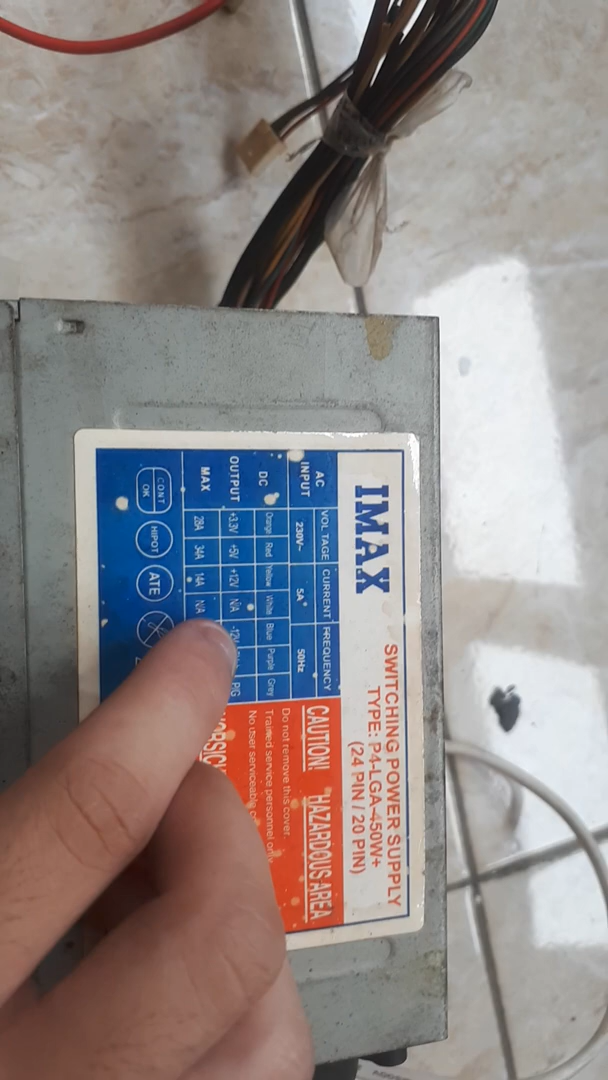 IMAX
SWITCHING POWER SUPPLY
TYPE: P4-LGA-450W+
(24 PIN / 20 PIN)
AC INPUT
VOLTAGE CURRENT FREQUENCY
230V~ 5A 50Hz
DC Orange Red Yellow White Blue Purple Grey
OUTPUT +3.3V +5V +12V N/A -12V P/G
MAX 28A 34A 14A N/A
CONT OK
HIPOT
ATE
CAUTION! HAZARDOUS AREA
Do not remove this cover.
Trained service personnel only.
No user serviceable